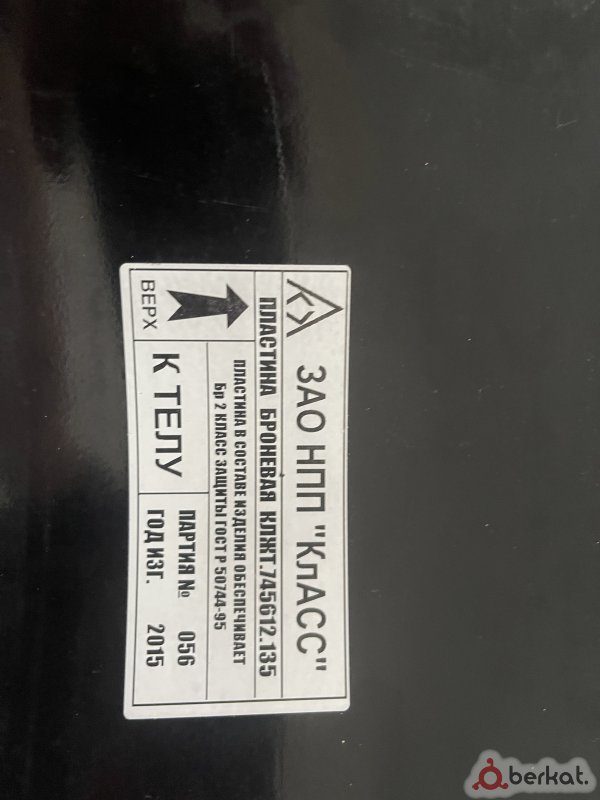 ЗАО НПП "КлАСС"
ПЛАСТИНА БРОНЕВАЯ КЛЖТ.745612.135
ПЛАСТИНА В СОСТАВЕ ИЗДЕЛИЯ ОБЕСПЕЧИВАЕТ
Бр 2 КЛАСС ЗАЩИТЫ ГОСТ Р 50744-95
ВЕРХ
К ТЕЛУ
ПАРТИЯ № 056
ГОД ИЗГ. 2015
berkat.